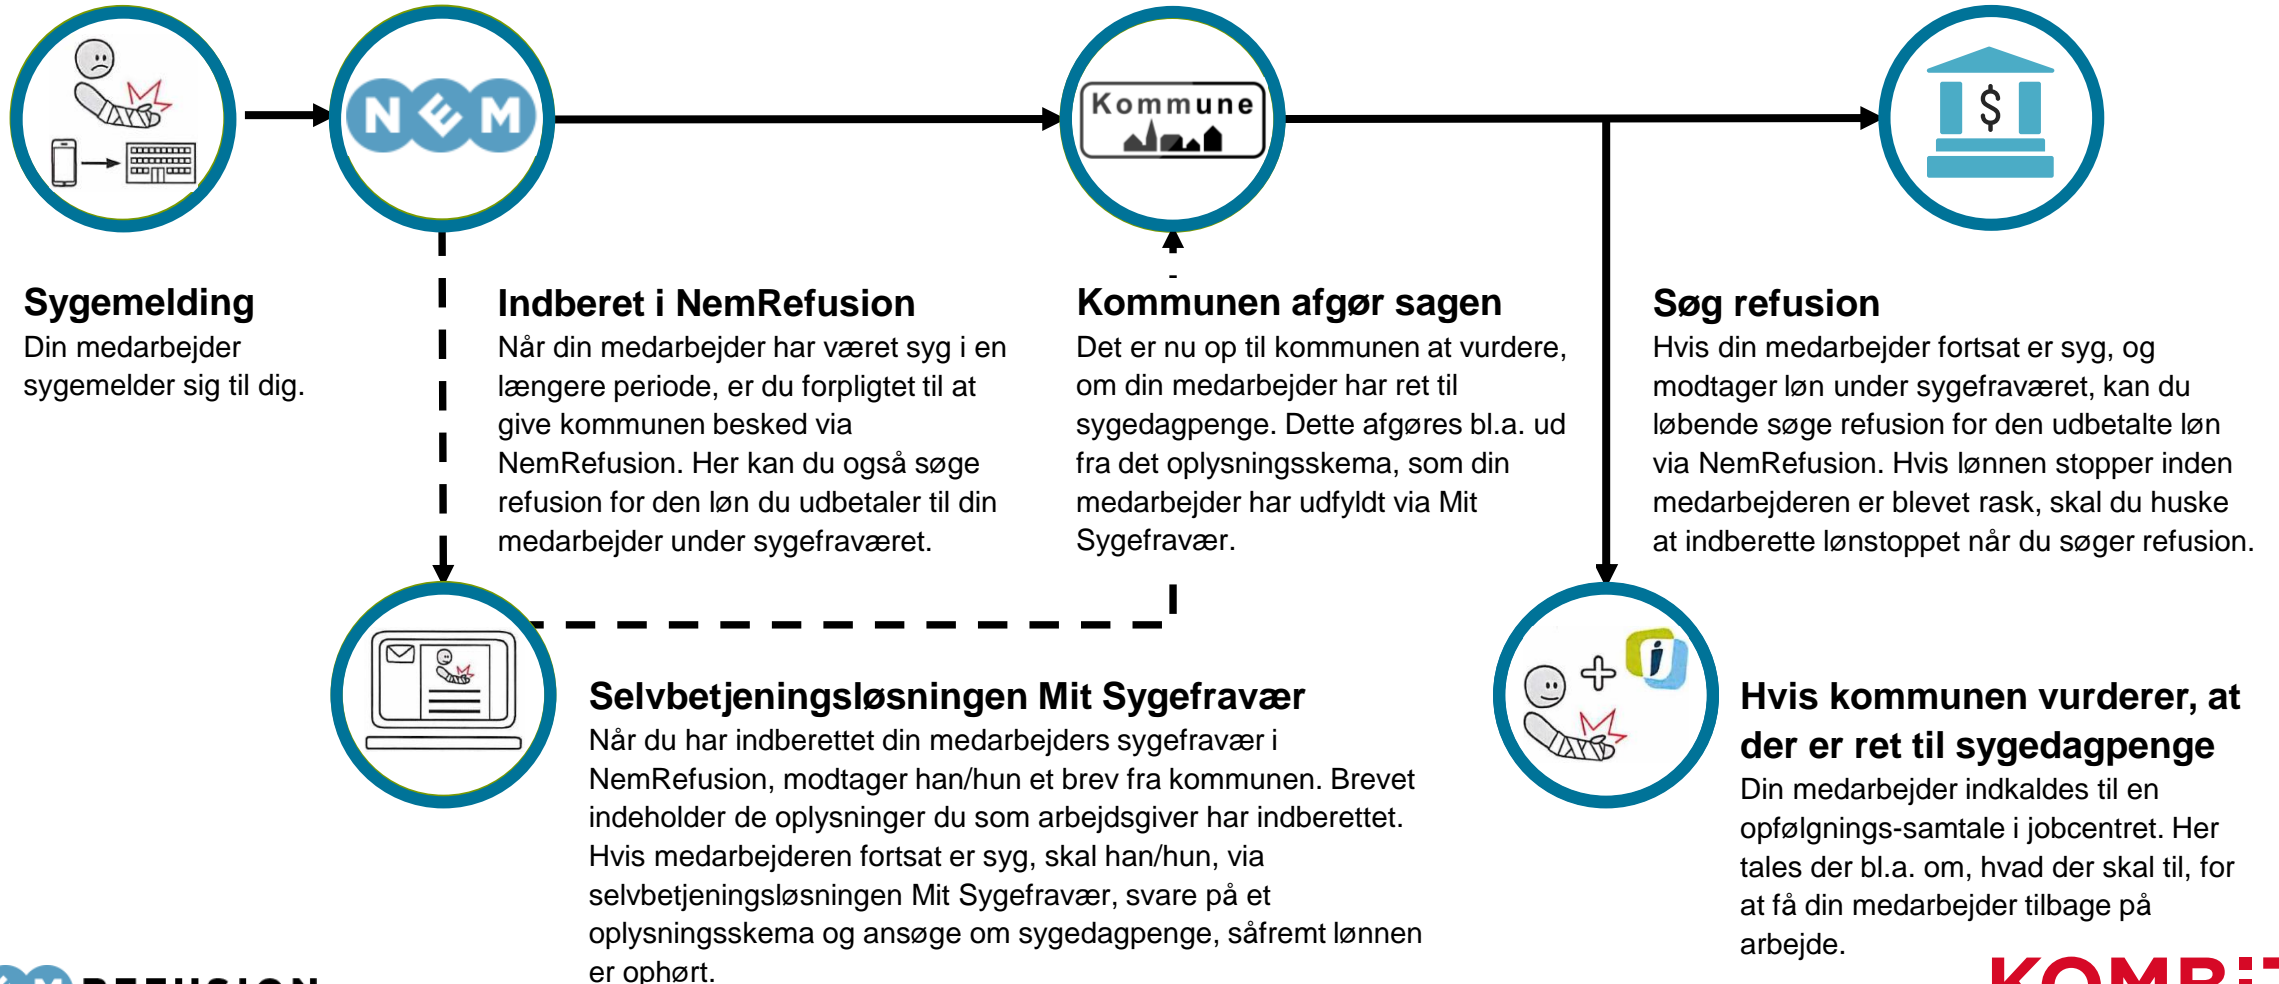 NEM
Kommune
$
Sygemelding
Din medarbejder
sygemelder sig til dig.
Indberet i NemRefusion
Når din medarbejder har været syg i en
længere periode, er du forpligtet til at
give kommunen besked via
NemRefusion. Her kan du også søge
refusion for den løn du udbetaler til din
medarbejder under sygefraværet.
Kommunen afgør sagen
Det er nu op til kommunen at vurdere,
om din medarbejder har ret til
sygedagpenge. Dette afgøres bl.a. ud
fra det oplysningsskema, som din
medarbejder har udfyldt via Mit
Sygefravær.
Søg refusion
Hvis din medarbejder fortsat er syg, og
modtager løn under sygefraværet, kan du
løbende søge refusion for den udbetalte løn
via NemRefusion. Hvis lønnen stopper inden
medarbejderen er blevet rask, skal du huske
at indberette lønstoppet når du søger refusion.
Selvbetjeningsløsningen Mit Sygefravær
Når du har indberettet din medarbejders sygefravær i
NemRefusion, modtager han/hun et brev fra kommunen. Brevet
indeholder de oplysninger du som arbejdsgiver har indberettet.
Hvis medarbejderen fortsat er syg, skal han/hun, via
selvbetjeningsløsningen Mit Sygefravær, svare på et
oplysningsskema og ansøge om sygedagpenge, såfremt lønnen
er ophørt.
j
Hvis kommunen vurderer, at
der er ret til sygedagpenge
Din medarbejder indkaldes til en
opfølgnings-samtale i jobcentret. Her
tales der bl.a. om, hvad der skal til, for
at få din medarbejder tilbage på
arbejde.
EM REFUSION
KOMBIT